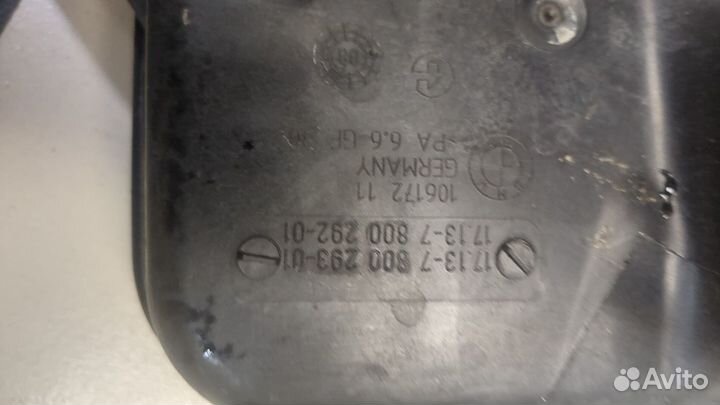 >PA 6.6-GF
GERMANY
106172 11
17.13-7 800 292-01
17.13-7 800 293-01
Avito